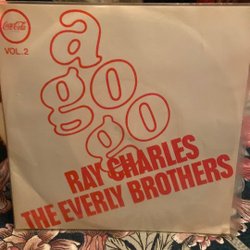 Coca-Cola
VOL. 2
a
go
go
RAY CHARLES
THE EVERLY BROTHERS